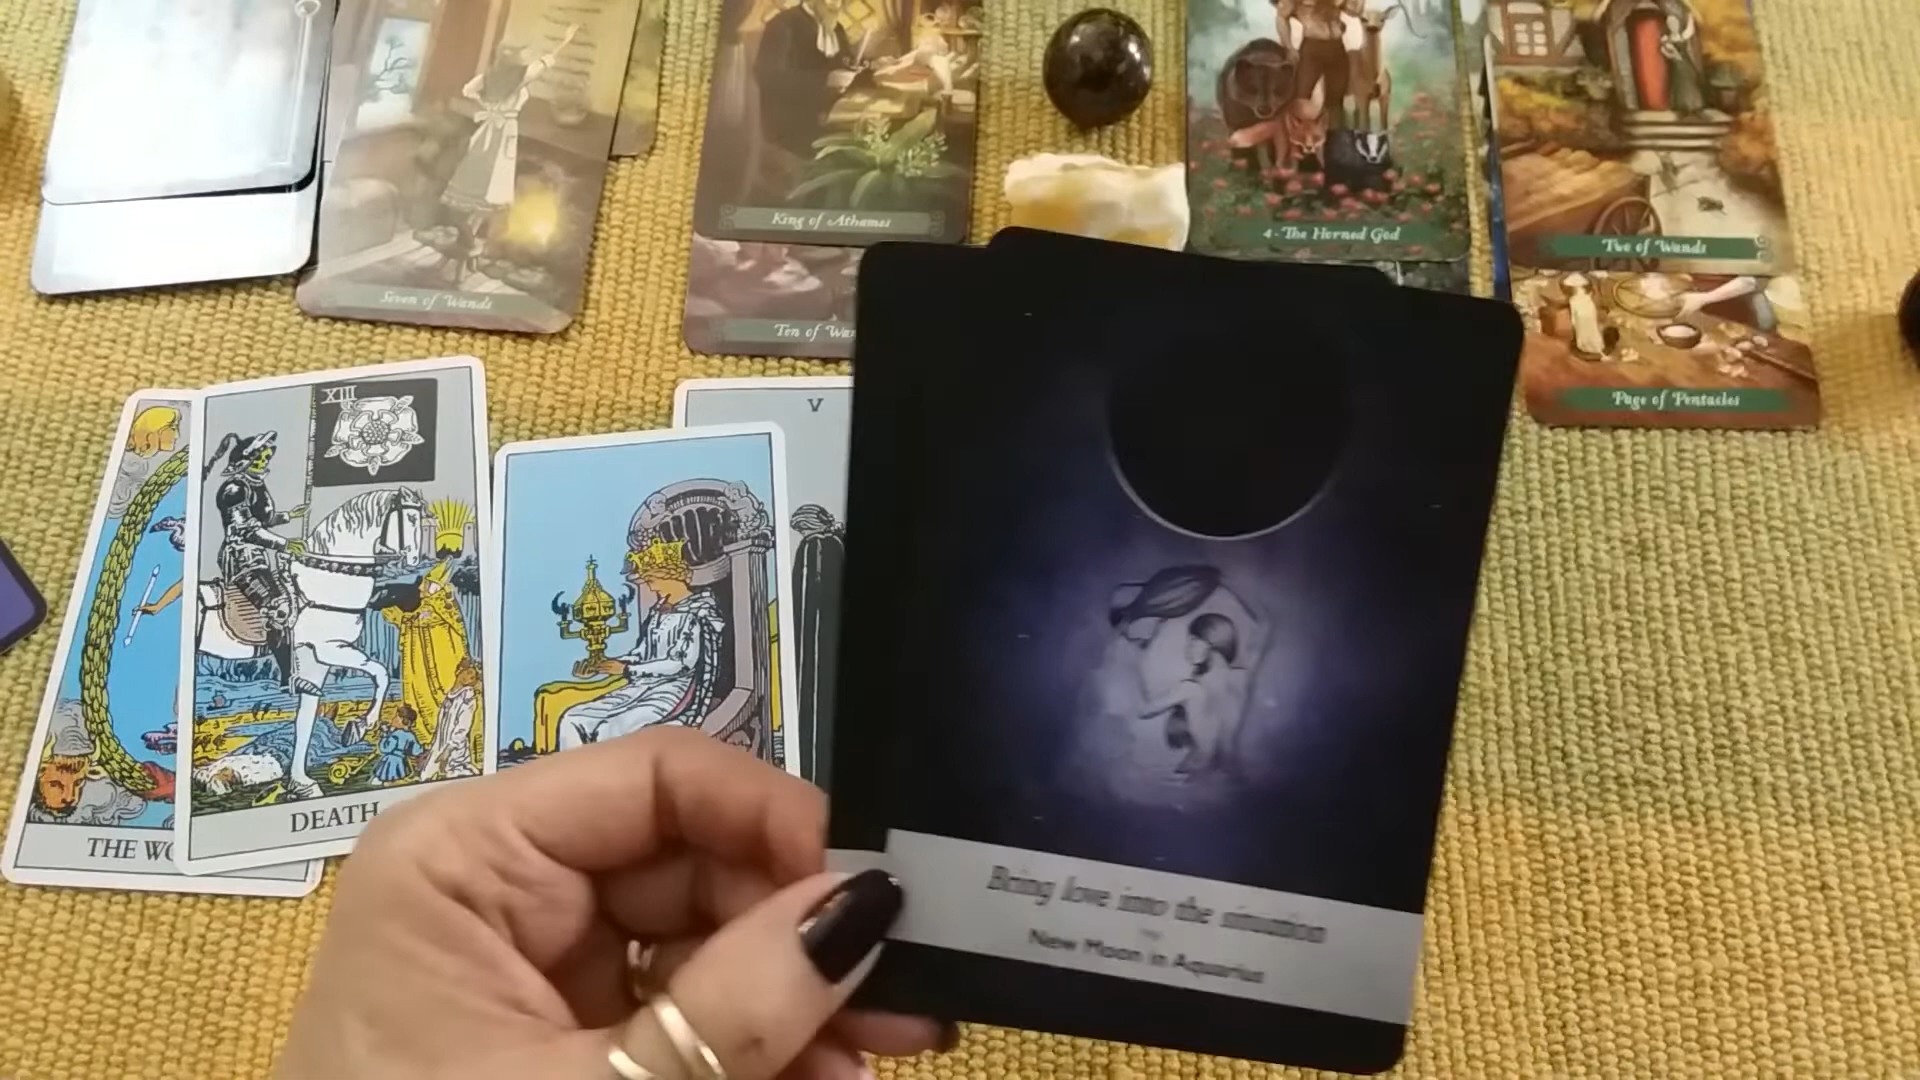 King of Athames
4 - The Horned God
Two of Wands
Seven of Wands
Ten of Wan
Page of Pentacles
XIII
V
DEATH
THE WO
Bring love into the situation
New Moon in Aquarius